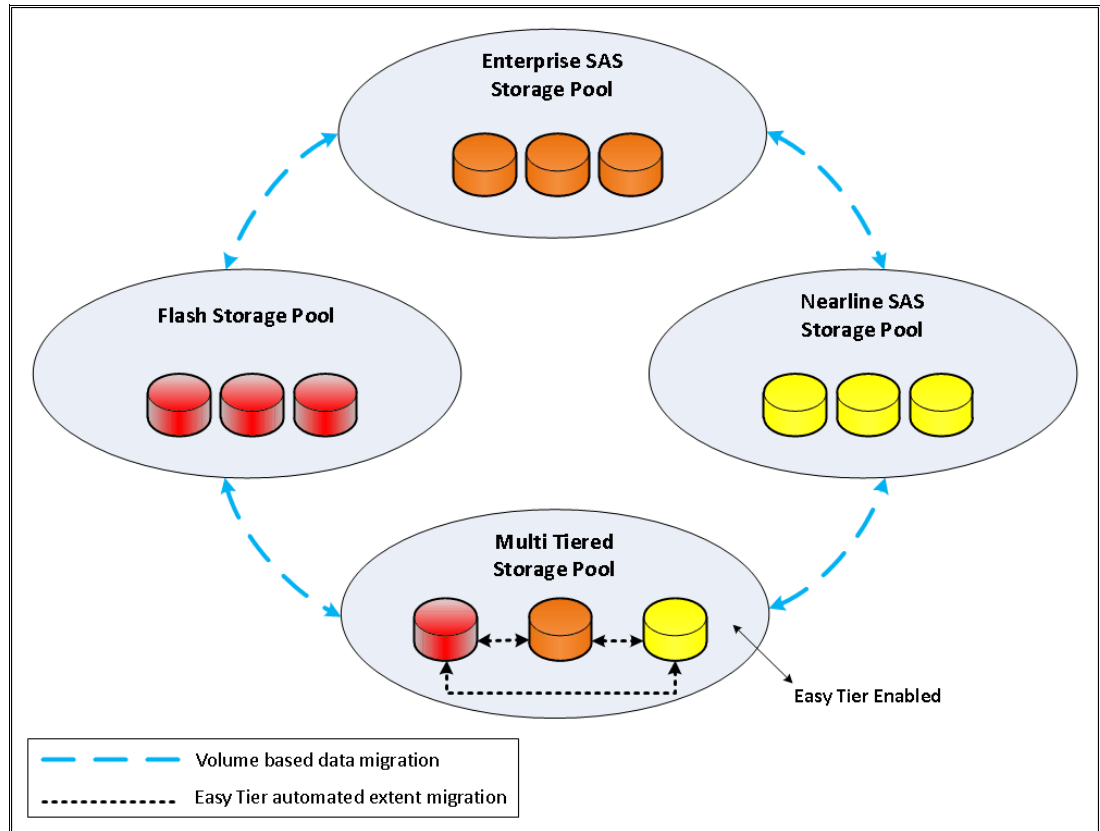 Enterprise SAS
Storage Pool
Flash Storage Pool
Nearline SAS
Storage Pool
Multi Tiered
Storage Pool
Easy Tier Enabled
Volume based data migration
Easy Tier automated extent migration